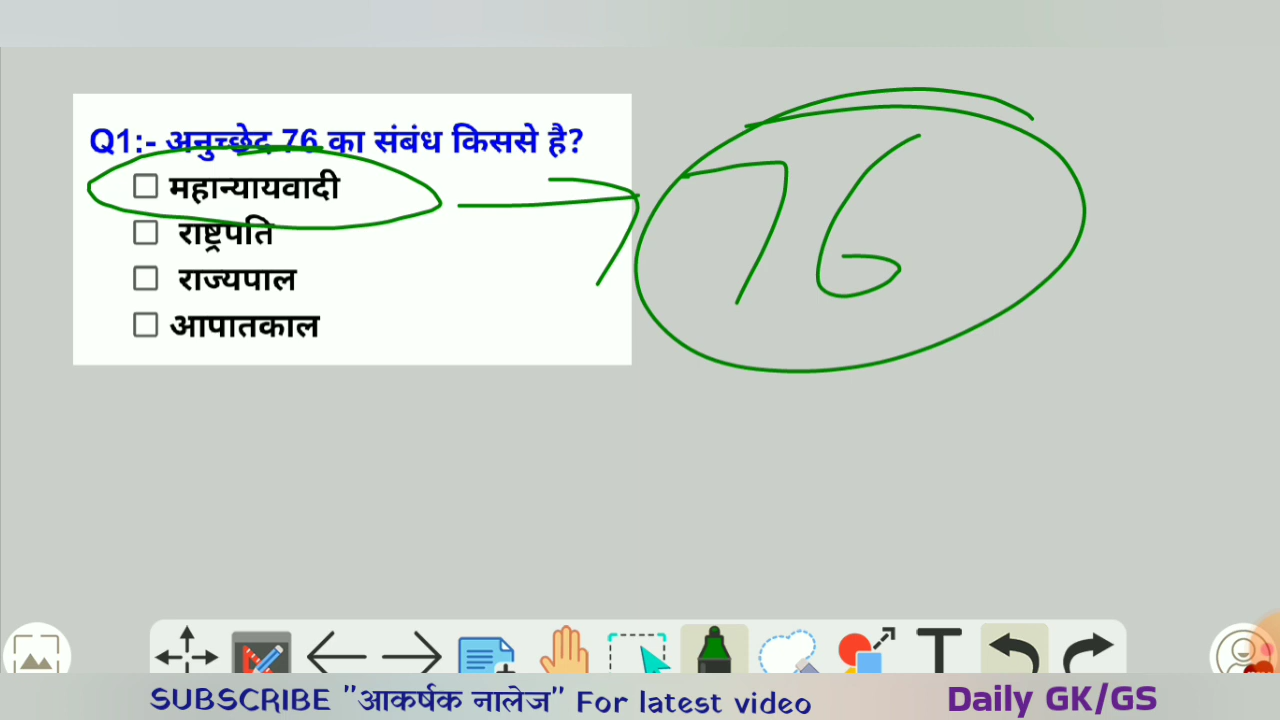 Q1:- अनुच्छेद 76 का संबंध किससे है?
महान्यायवादी
राष्ट्रपति
राज्यपाल
आपातकाल
76
T
SUBSCRIBE "आकर्षक नालेज" For latest video
Daily GK/GS